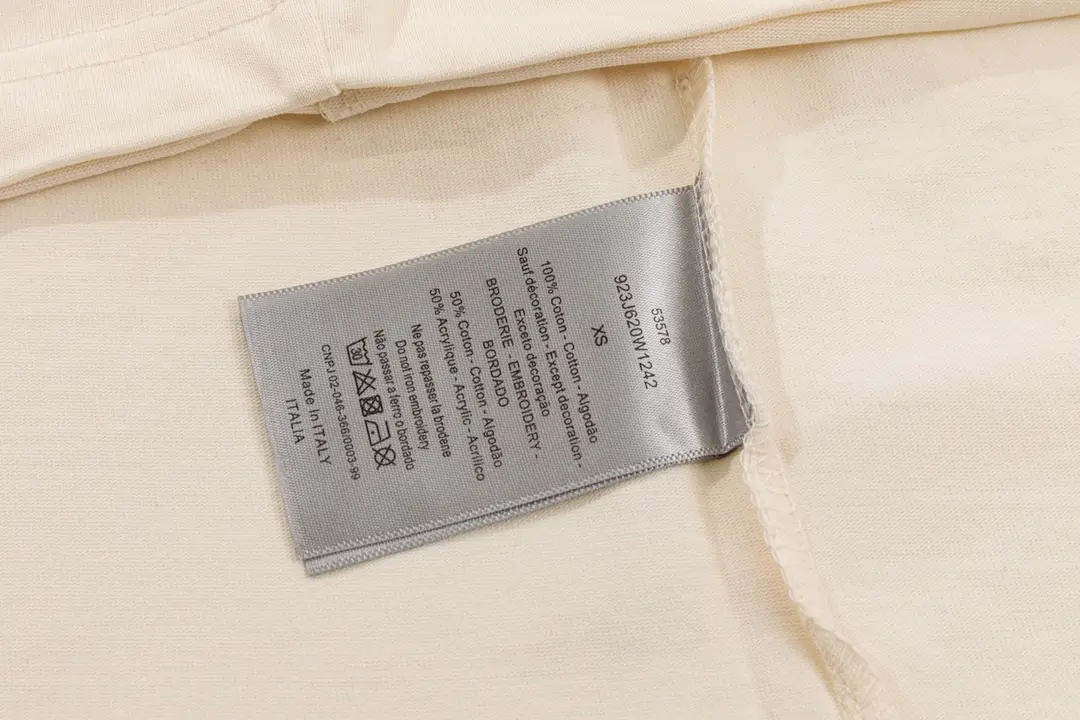 53578
923J620W1242
XS
100% Coton - Cotton - Algodão
Sauf décoration - Except decoration -
Exceto decoração
BRODERIE - EMBROIDERY -
BORDADO
50% Coton - Cotton - Algodão
50% Acrylique - Acrylic - Acrílico
Ne pas repasser la broderie
Do not iron embroidery
Não passar a ferro o bordado
30
CNPJ 02-046-366/0003-99
Made In ITALY
ITALIA